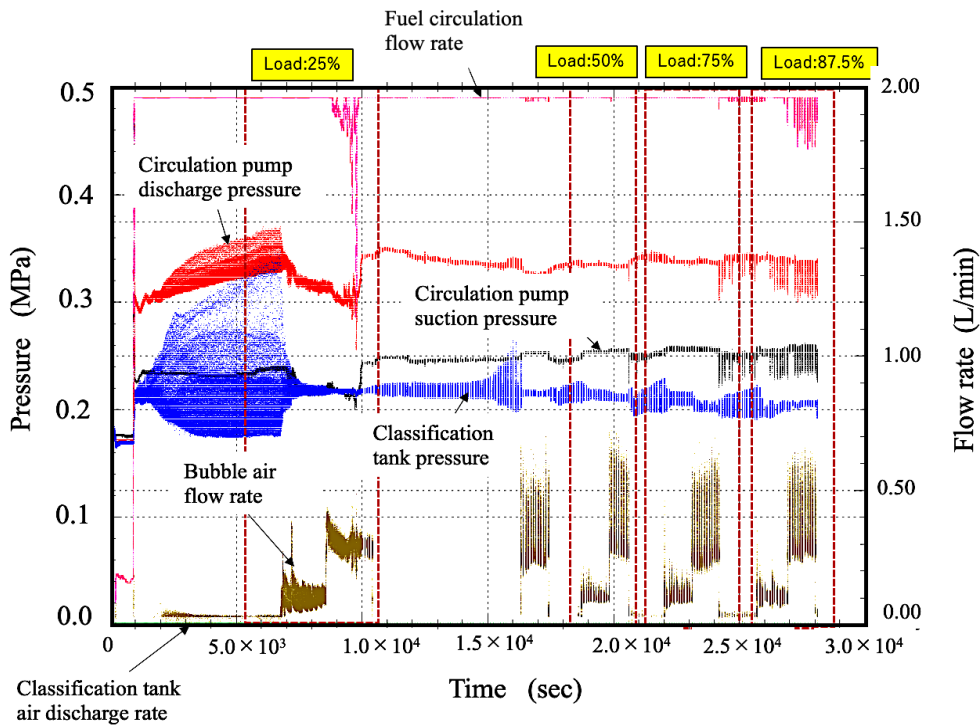 Fuel circulation
flow rate
Load:25%
Load:50%
Load:75%
Load:87.5%
0.5
0.4
0.3
0.2
0.1
0.0
Pressure (MPa)
2.00
1.50
1.00
0.50
0.00
Flow rate (L/min)
Circulation pump
discharge pressure
Circulation pump
suction pressure
Classification
tank pressure
Bubble air
flow rate
0
5.0×10³
1×10⁴
1.5×10⁴
2.0×10⁴
2.5×10⁴
3.0×10⁴
Time (sec)
Classification tank
air discharge rate